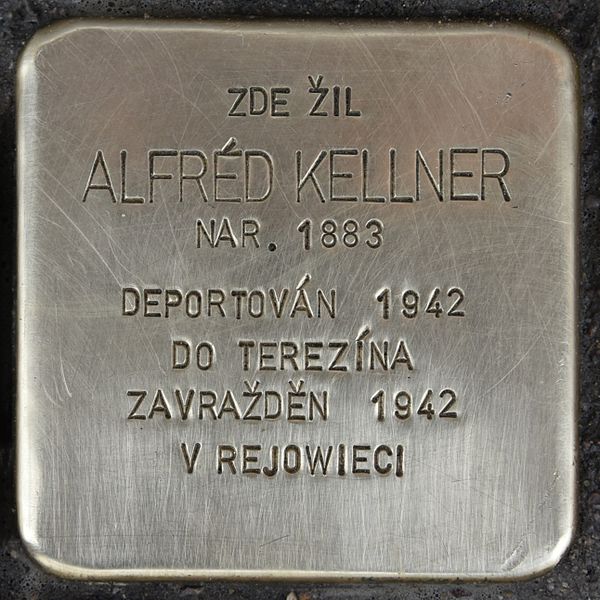 ZDE ŽIL
ALFRÉD KELLNER
NAR. 1883
DEPORTOVÁN 1942
DO TEREZÍNA
ZAVRAŽDĚN 1942
V REJOWIECI